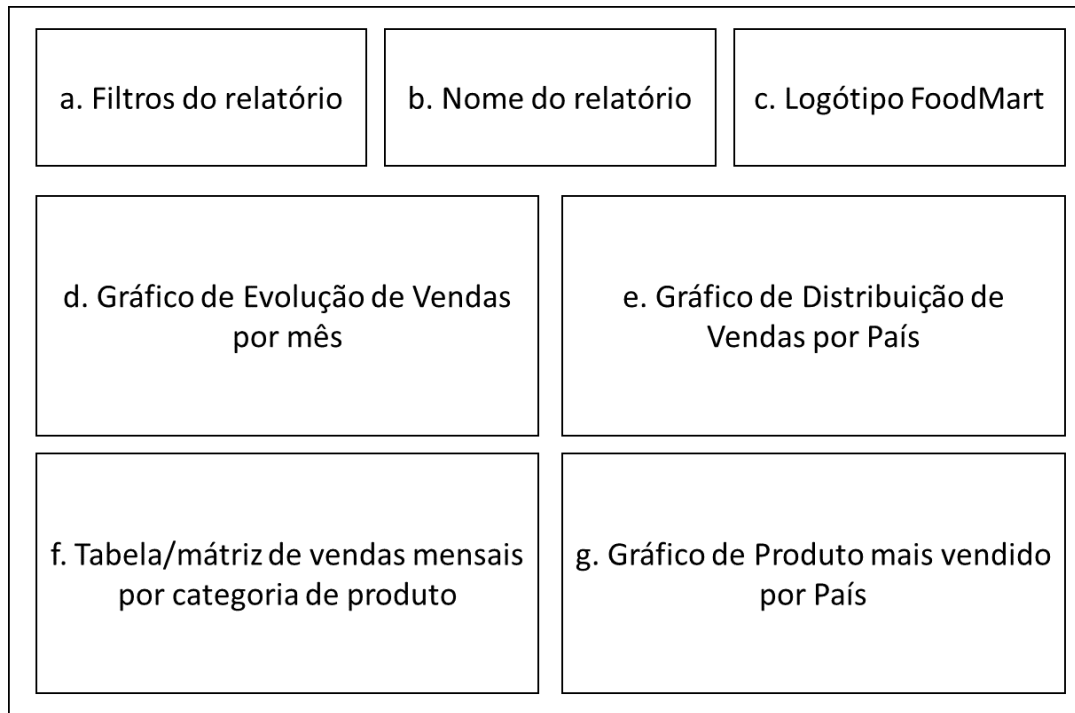 a. Filtros do relatório
b. Nome do relatório
c. Logótipo FoodMart
d. Gráfico de Evolução de Vendas
por mês
e. Gráfico de Distribuição de
Vendas por País
f. Tabela/mátriz de vendas mensais
por categoria de produto
g. Gráfico de Produto mais vendido
por País